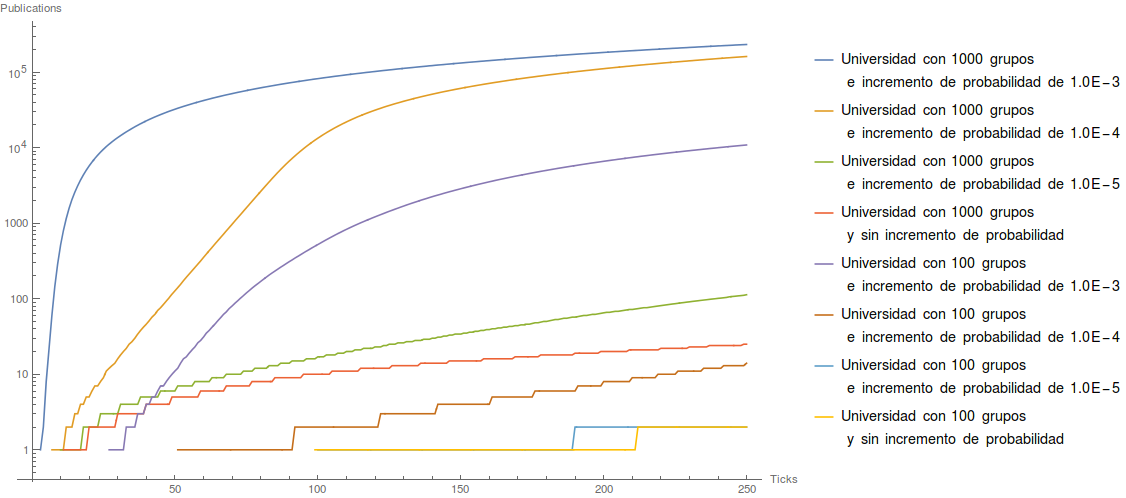 Publications
10^5
10^4
1000
100
10
1
50
100
150
200
250
Ticks
Universidad con 1000 grupos
e incremento de probabilidad de 1.0E-3
Universidad con 1000 grupos
e incremento de probabilidad de 1.0E-4
Universidad con 1000 grupos
e incremento de probabilidad de 1.0E-5
Universidad con 1000 grupos
y sin incremento de probabilidad
Universidad con 100 grupos
e incremento de probabilidad de 1.0E-3
Universidad con 100 grupos
e incremento de probabilidad de 1.0E-4
Universidad con 100 grupos
e incremento de probabilidad de 1.0E-5
Universidad con 100 grupos
y sin incremento de probabilidad